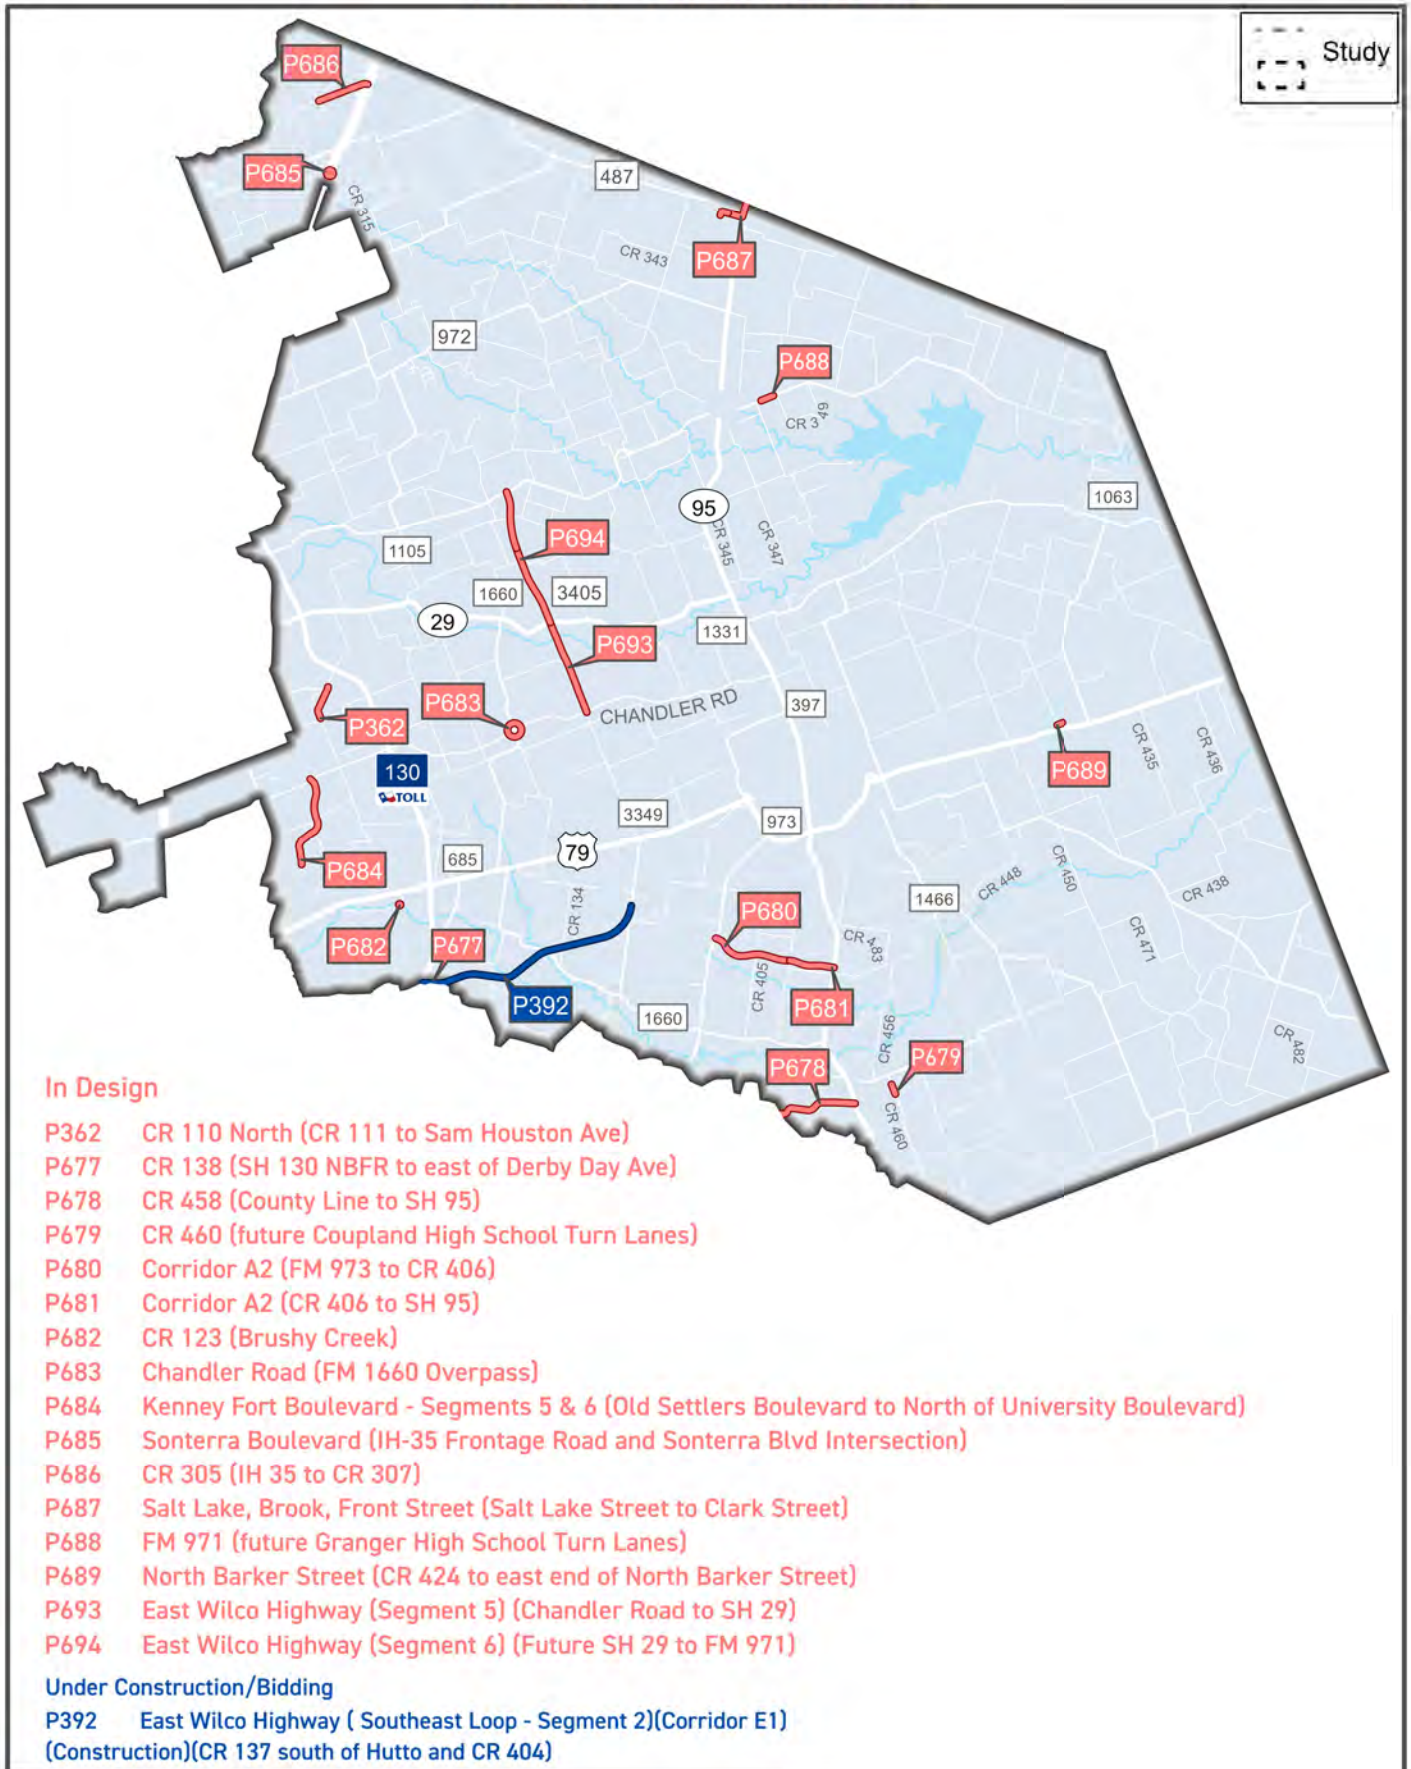 Study
P686
P685
487
CR 315
P687
CR 343
972
P688
CR 3 49
95
1063
CR 345
CR 347
P694
1105
1660
3405
29
1331
P693
P683
CHANDLER RD
397
P362
130
TOLL
P689
CR 435
CR 436
3349
973
79
685
P684
CR 134
CR 448
CR 450
CR 438
1466
P680
P682
P677
CR 483
CR 471
CR 405
P392
P681
1660
CR 456
P679
P678
CR 482
CR 460
In Design
P362 CR 110 North (CR 111 to Sam Houston Ave)
P677 CR 138 (SH 130 NBFR to east of Derby Day Ave)
P678 CR 458 (County Line to SH 95)
P679 CR 460 (future Coupland High School Turn Lanes)
P680 Corridor A2 (FM 973 to CR 406)
P681 Corridor A2 (CR 406 to SH 95)
P682 CR 123 (Brushy Creek)
P683 Chandler Road (FM 1660 Overpass)
P684 Kenney Fort Boulevard - Segments 5 & 6 (Old Settlers Boulevard to North of University Boulevard)
P685 Sonterra Boulevard (IH-35 Frontage Road and Sonterra Blvd Intersection)
P686 CR 305 (IH 35 to CR 307)
P687 Salt Lake, Brook, Front Street (Salt Lake Street to Clark Street)
P688 FM 971 (future Granger High School Turn Lanes)
P689 North Barker Street (CR 424 to east end of North Barker Street)
P693 East Wilco Highway (Segment 5) (Chandler Road to SH 29)
P694 East Wilco Highway (Segment 6) (Future SH 29 to FM 971)
Under Construction/Bidding
P392 East Wilco Highway ( Southeast Loop - Segment 2)(Corridor E1)
(Construction)(CR 137 south of Hutto and CR 404)